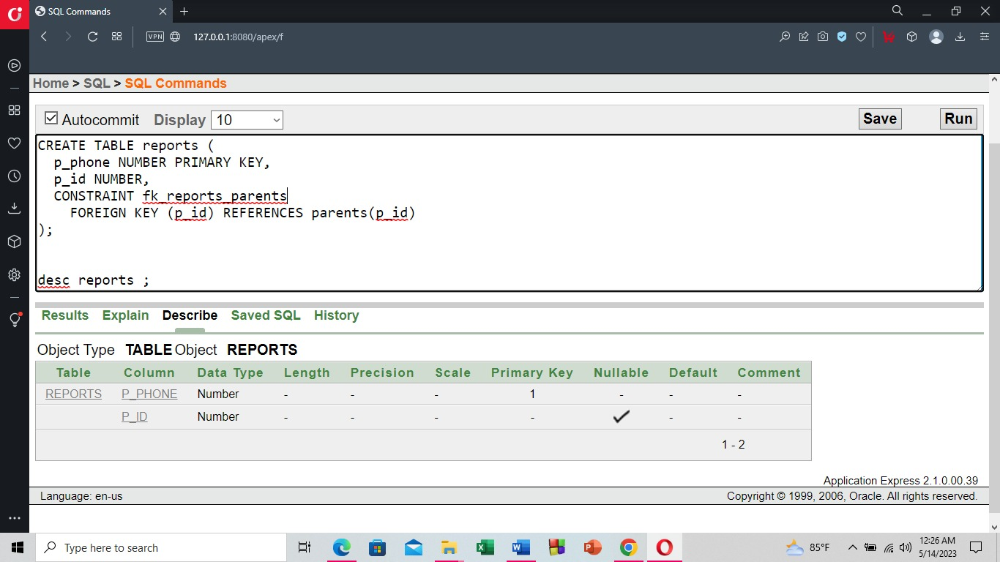 SQL Commands
VPN
127.0.0.1:8080/apex/f
Home > SQL > SQL Commands
Autocommit Display 10 Save Run
CREATE TABLE reports (
p_phone NUMBER PRIMARY KEY,
p_id NUMBER,
CONSTRAINT fk_reports_parents
FOREIGN KEY (p_id) REFERENCES parents(p_id)
);
desc reports ;
Results Explain Describe Saved SQL History
Object Type TABLE Object REPORTS
Table Column Data Type Length Precision Scale Primary Key Nullable Default Comment
REPORTS P_PHONE Number - - - 1 - - -
P_ID Number - - - - - -
1 - 2
Application Express 2.1.0.00.39
Language: en-us Copyright © 1999, 2006, Oracle. All rights reserved.
Type here to search 85°F 12:26 AM
5/14/2023